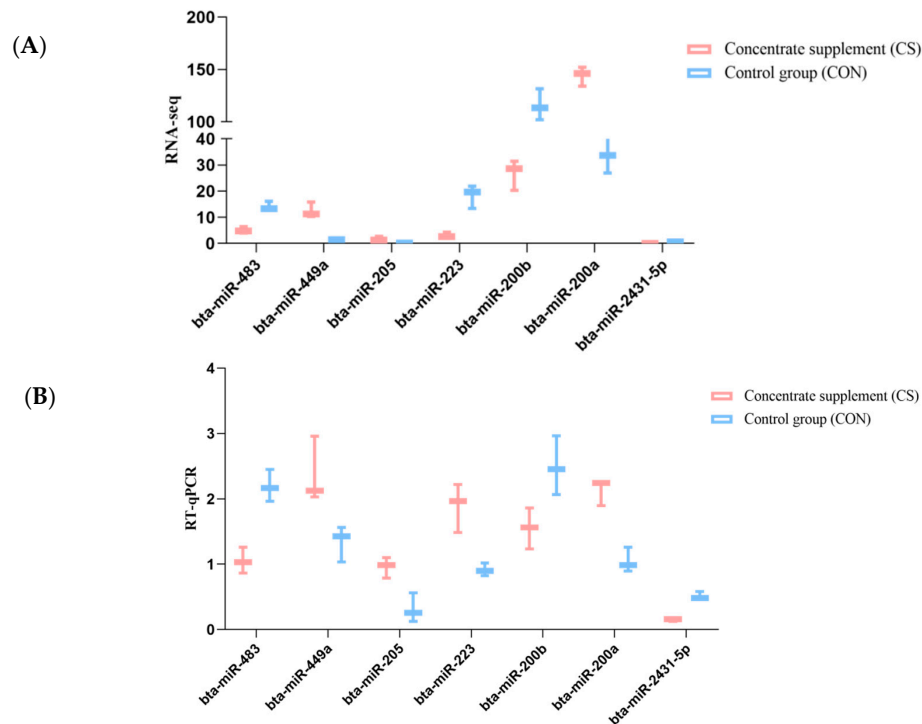 (A)
RNA-seq
200
150
100
40
30
20
10
0
Concentrate supplement (CS)
Control group (CON)
bta-miR-483
bta-miR-449a
bta-miR-205
bta-miR-223
bta-miR-200b
bta-miR-200a
bta-miR-2431-5p
(B)
RT-qPCR
4
3
2
1
0
Concentrate supplement (CS)
Control group (CON)
bta-miR-483
bta-miR-449a
bta-miR-205
bta-miR-223
bta-miR-200b
bta-miR-200a
bta-miR-2431-5p